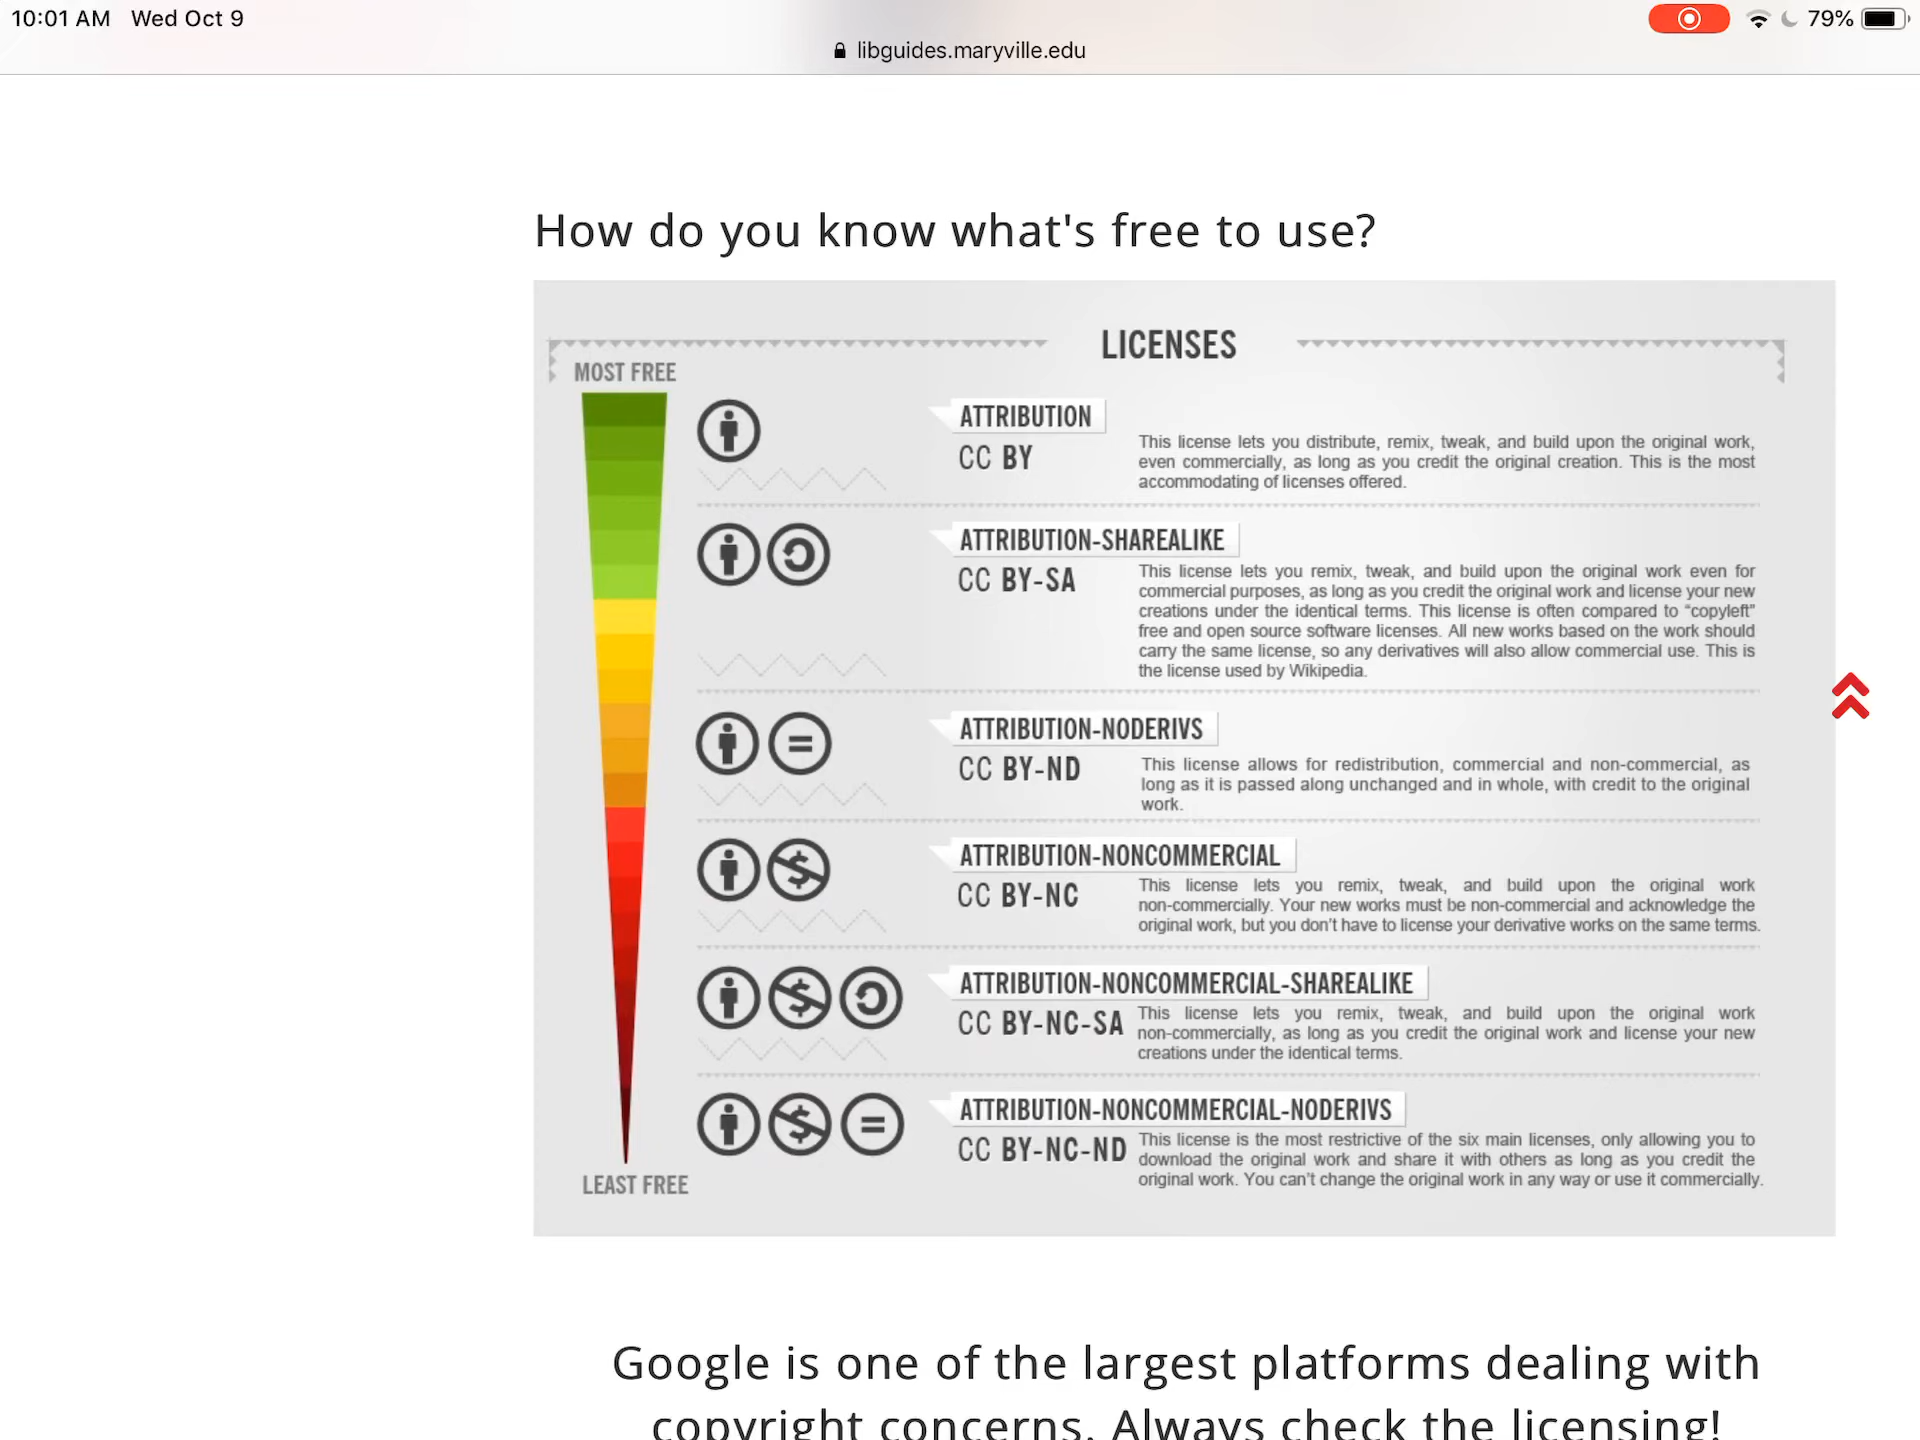 10:01 AM Wed Oct 9
79%
libguides.maryville.edu
How do you know what's free to use?
LICENSES
MOST FREE
ATTRIBUTION
CC BY
This license lets you distribute, remix, tweak, and build upon the original work,
even commercially, as long as you credit the original creation. This is the most
accommodating of licenses offered.
ATTRIBUTION-SHAREALIKE
CC BY-SA
This license lets you remix, tweak, and build upon the original work even for
commercial purposes, as long as you credit the original work and license your new
creations under the identical terms. This license is often compared to “copyleft”
free and open source software licenses. All new works based on the work should
carry the same license, so any derivatives will also allow commercial use. This is
the license used by Wikipedia.
ATTRIBUTION-NODERIVS
CC BY-ND
This license allows for redistribution, commercial and non-commercial, as
long as it is passed along unchanged and in whole, with credit to the original
work.
ATTRIBUTION-NONCOMMERCIAL
CC BY-NC
This license lets you remix, tweak, and build upon the original work
non-commercially. Your new works must be non-commercial and acknowledge the
original work, but you don't have to license your derivative works on the same terms.
ATTRIBUTION-NONCOMMERCIAL-SHAREALIKE
CC BY-NC-SA
This license lets you remix, tweak, and build upon the original work
non-commercially, as long as you credit the original work and license your new
creations under the identical terms.
ATTRIBUTION-NONCOMMERCIAL-NODERIVS
CC BY-NC-ND
This license is the most restrictive of the six main licenses, only allowing you to
download the original work and share it with others as long as you credit the
original work. You can't change the original work in any way or use it commercially.
LEAST FREE
Google is one of the largest platforms dealing with
copyright concerns. Always check the licensing!